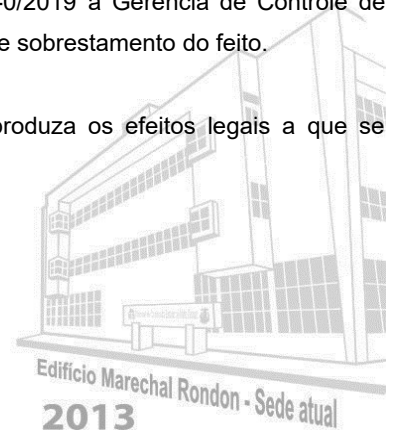 -0/2019 à Gerência de Controle de
e sobrestamento do feito.
produza os efeitos legais a que se
Edifício Marechal Rondon - Sede atual
2013